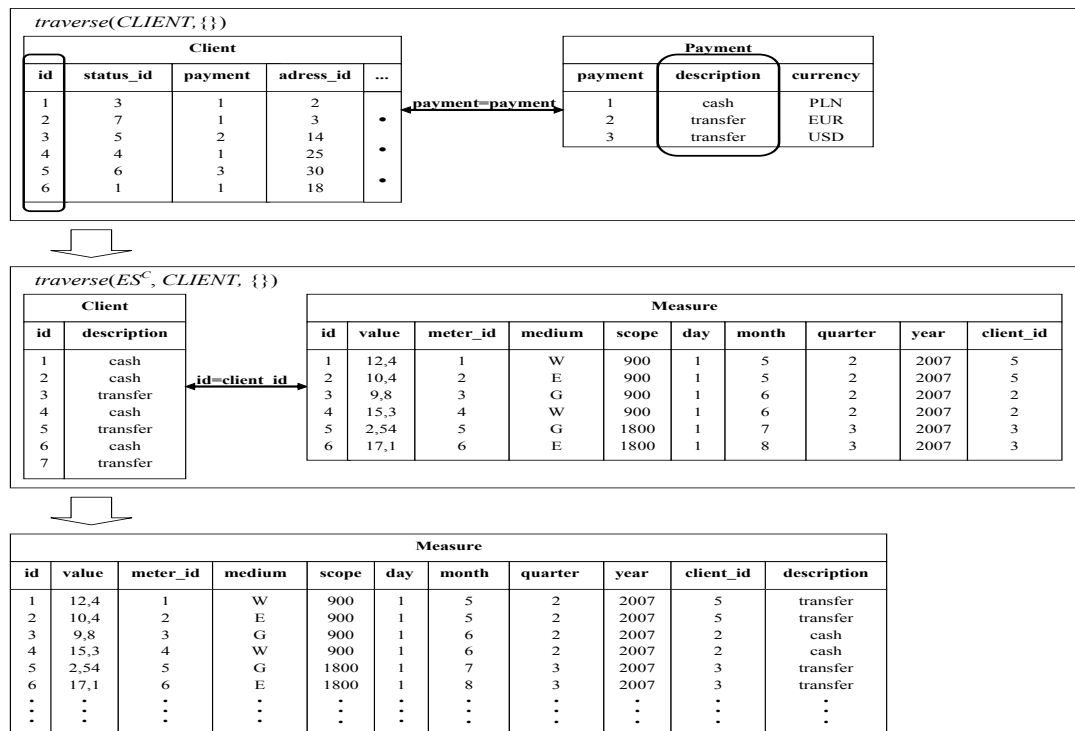 traverse(CLIENT, {})
Client
id status_id payment adress_id ...
1 3 1 2
2 7 1 3
3 5 2 14
4 4 1 25
5 6 3 30
6 1 1 18
payment=payment
Payment
payment description currency
1 cash PLN
2 transfer EUR
3 transfer USD
traverse(ES^C, CLIENT, {})
Client
id description
1 cash
2 cash
3 transfer
4 cash
5 transfer
6 cash
7 transfer
id=client_id
Measure
id value meter_id medium scope day month quarter year client_id
1 12,4 1 W 900 1 5 2 2007 5
2 10,4 2 E 900 1 5 2 2007 5
3 9,8 3 G 900 1 6 2 2007 2
4 15,3 4 W 900 1 6 2 2007 2
5 2,54 5 G 1800 1 7 3 2007 3
6 17,1 6 E 1800 1 8 3 2007 3
Measure
id value meter_id medium scope day month quarter year client_id description
1 12,4 1 W 900 1 5 2 2007 5 transfer
2 10,4 2 E 900 1 5 2 2007 5 transfer
3 9,8 3 G 900 1 6 2 2007 2 cash
4 15,3 4 W 900 1 6 2 2007 2 cash
5 2,54 5 G 1800 1 7 3 2007 3 transfer
6 17,1 6 E 1800 1 8 3 2007 3 transfer